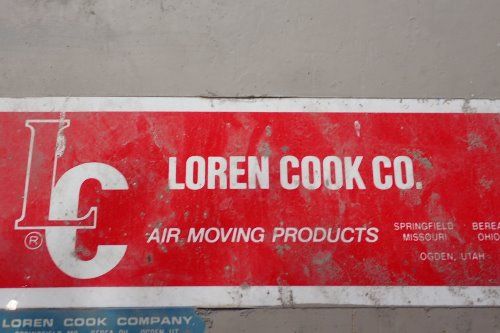 LC
®
LOREN COOK CO.
AIR MOVING PRODUCTS
SPRINGFIELD
MISSOURI
BEREA
OHIO
OGDEN, UTAH
LOREN COOK COMPANY